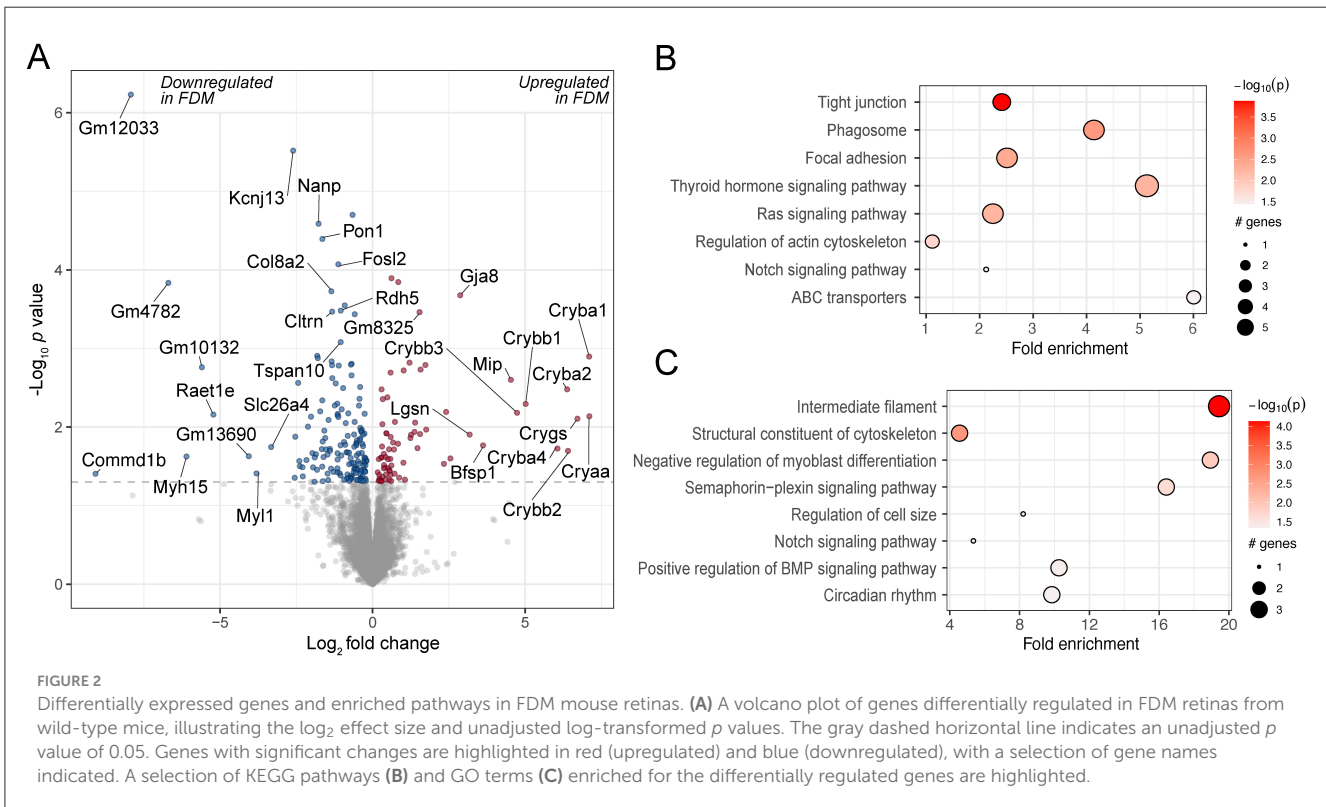 A
Downregulated
in FDM
Upregulated
in FDM
Gm12033
Kcnj13
Nanp
Pon1
Col8a2
Fosl2
Gja8
Gm4782
Rdh5
Cltrn
Gm8325
Cryba1
Gm10132
Crybb3
Crybb1
Tspan10
Mip
Cryba2
Raet1e
Slc26a4
Lgsn
Gm13690
Crygs
Commd1b
Cryba4
Myh15
Bfsp1
Cryaa
Myl1
Crybb2
6
4
2
0
-Log10 p value
−5
0
5
Log2 fold change
B
Tight junction
Phagosome
Focal adhesion
Thyroid hormone signaling pathway
Ras signaling pathway
Regulation of actin cytoskeleton
Notch signaling pathway
ABC transporters
1 2 3 4 5 6
Fold enrichment
−log10(p)
3.5
3.0
2.5
2.0
1.5
# genes
1
2
3
4
5
C
Intermediate filament
Structural constituent of cytoskeleton
Negative regulation of myoblast differentiation
Semaphorin−plexin signaling pathway
Regulation of cell size
Notch signaling pathway
Positive regulation of BMP signaling pathway
Circadian rhythm
4 8 12 16 20
Fold enrichment
−log10(p)
4.0
3.5
3.0
2.5
2.0
1.5
# genes
1
2
3
FIGURE 2
Differentially expressed genes and enriched pathways in FDM mouse retinas. (A) A volcano plot of genes differentially regulated in FDM retinas from
wild-type mice, illustrating the log2 effect size and unadjusted log-transformed p values. The gray dashed horizontal line indicates an unadjusted p
value of 0.05. Genes with significant changes are highlighted in red (upregulated) and blue (downregulated), with a selection of gene names
indicated. A selection of KEGG pathways (B) and GO terms (C) enriched for the differentially regulated genes are highlighted.